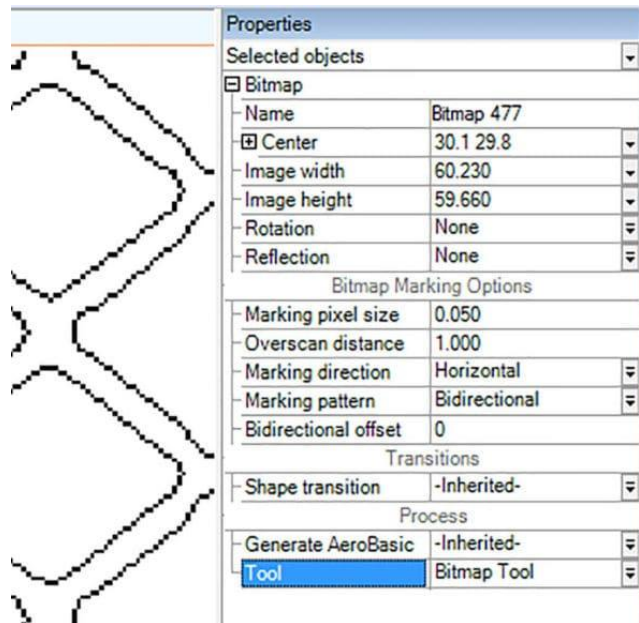 Properties
Selected objects
Bitmap
Name Bitmap 477
Center 30.1 29.8
Image width 60.230
Image height 59.660
Rotation None
Reflection None
Bitmap Marking Options
Marking pixel size 0.050
Overscan distance 1.000
Marking direction Horizontal
Marking pattern Bidirectional
Bidirectional offset 0
Transitions
Shape transition -Inherited-
Process
Generate AeroBasic -Inherited-
Tool Bitmap Tool